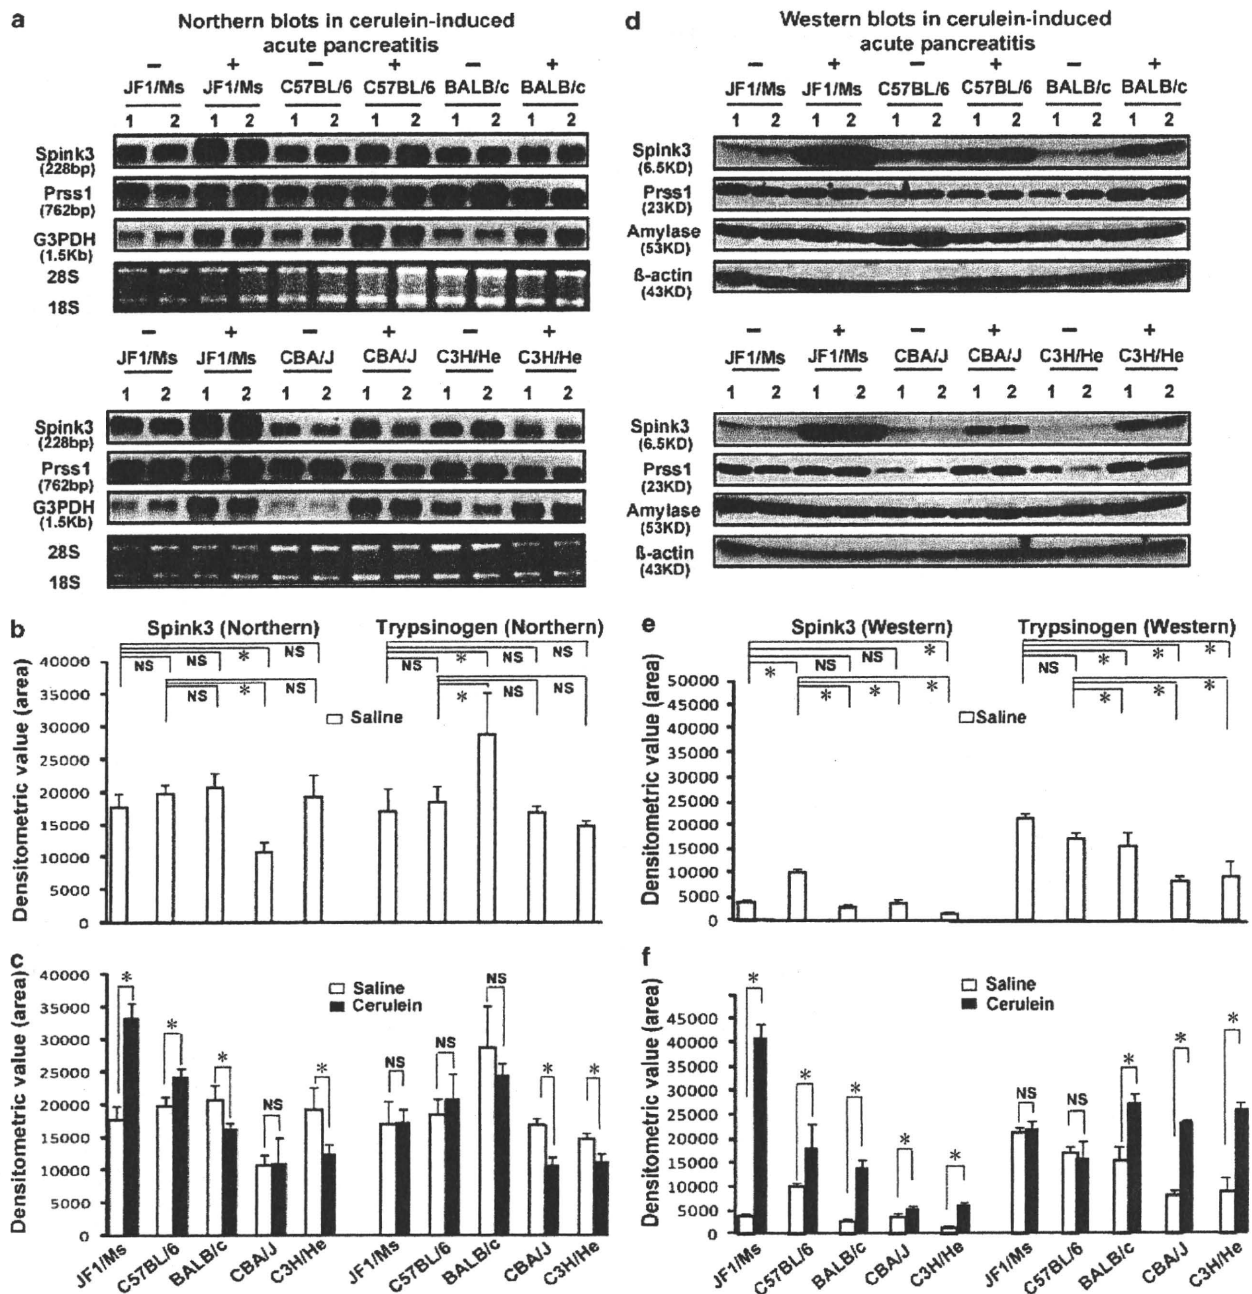 a
Northern blots in cerulein-induced
acute pancreatitis
− + − + − +
JF1/Ms JF1/Ms C57BL/6 C57BL/6 BALB/c BALB/c
1 2 1 2 1 2 1 2 1 2 1 2
Spink3
(228bp)
Prss1
(762bp)
G3PDH
(1.5Kb)
28S
18S
− + − + − +
JF1/Ms JF1/Ms CBA/J CBA/J C3H/He C3H/He
1 2 1 2 1 2 1 2 1 2 1 2
Spink3
(228bp)
Prss1
(762bp)
G3PDH
(1.5Kb)
28S
18S
d
Western blots in cerulein-induced
acute pancreatitis
− + − + − +
JF1/Ms JF1/Ms C57BL/6 C57BL/6 BALB/c BALB/c
1 2 1 2 1 2 1 2 1 2 1 2
Spink3
(6.5KD)
Prss1
(23KD)
Amylase
(53KD)
ß-actin
(43KD)
− + − + − +
JF1/Ms JF1/Ms CBA/J CBA/J C3H/He C3H/He
1 2 1 2 1 2 1 2 1 2 1 2
Spink3
(6.5KD)
Prss1
(23KD)
Amylase
(53KD)
ß-actin
(43KD)
b
Spink3 (Northern) Trypsinogen (Northern)
NS NS * NS NS * NS NS
NS * NS * NS NS
Saline
Densitometric value (area)
40000
35000
30000
25000
20000
15000
10000
5000
0
c
Saline
Cerulein
* * * NS * NS NS NS * *
Densitometric value (area)
40000
35000
30000
25000
20000
15000
10000
5000
0
JF1/Ms C57BL/6 BALB/c CBA/J C3H/He JF1/Ms C57BL/6 BALB/c CBA/J C3H/He
e
Spink3 (Western) Trypsinogen (Western)
* NS NS * NS * * *
* * * * * *
Saline
Densitometric value (area)
50000
45000
40000
35000
30000
25000
20000
15000
10000
5000
0
f
Saline
Cerulein
* * * * * NS NS * * *
Densitometric value (area)
45000
40000
35000
30000
25000
20000
15000
10000
5000
0
JF1/Ms C57BL/6 BALB/c CBA/J C3H/He JF1/Ms C57BL/6 BALB/c CBA/J C3H/He